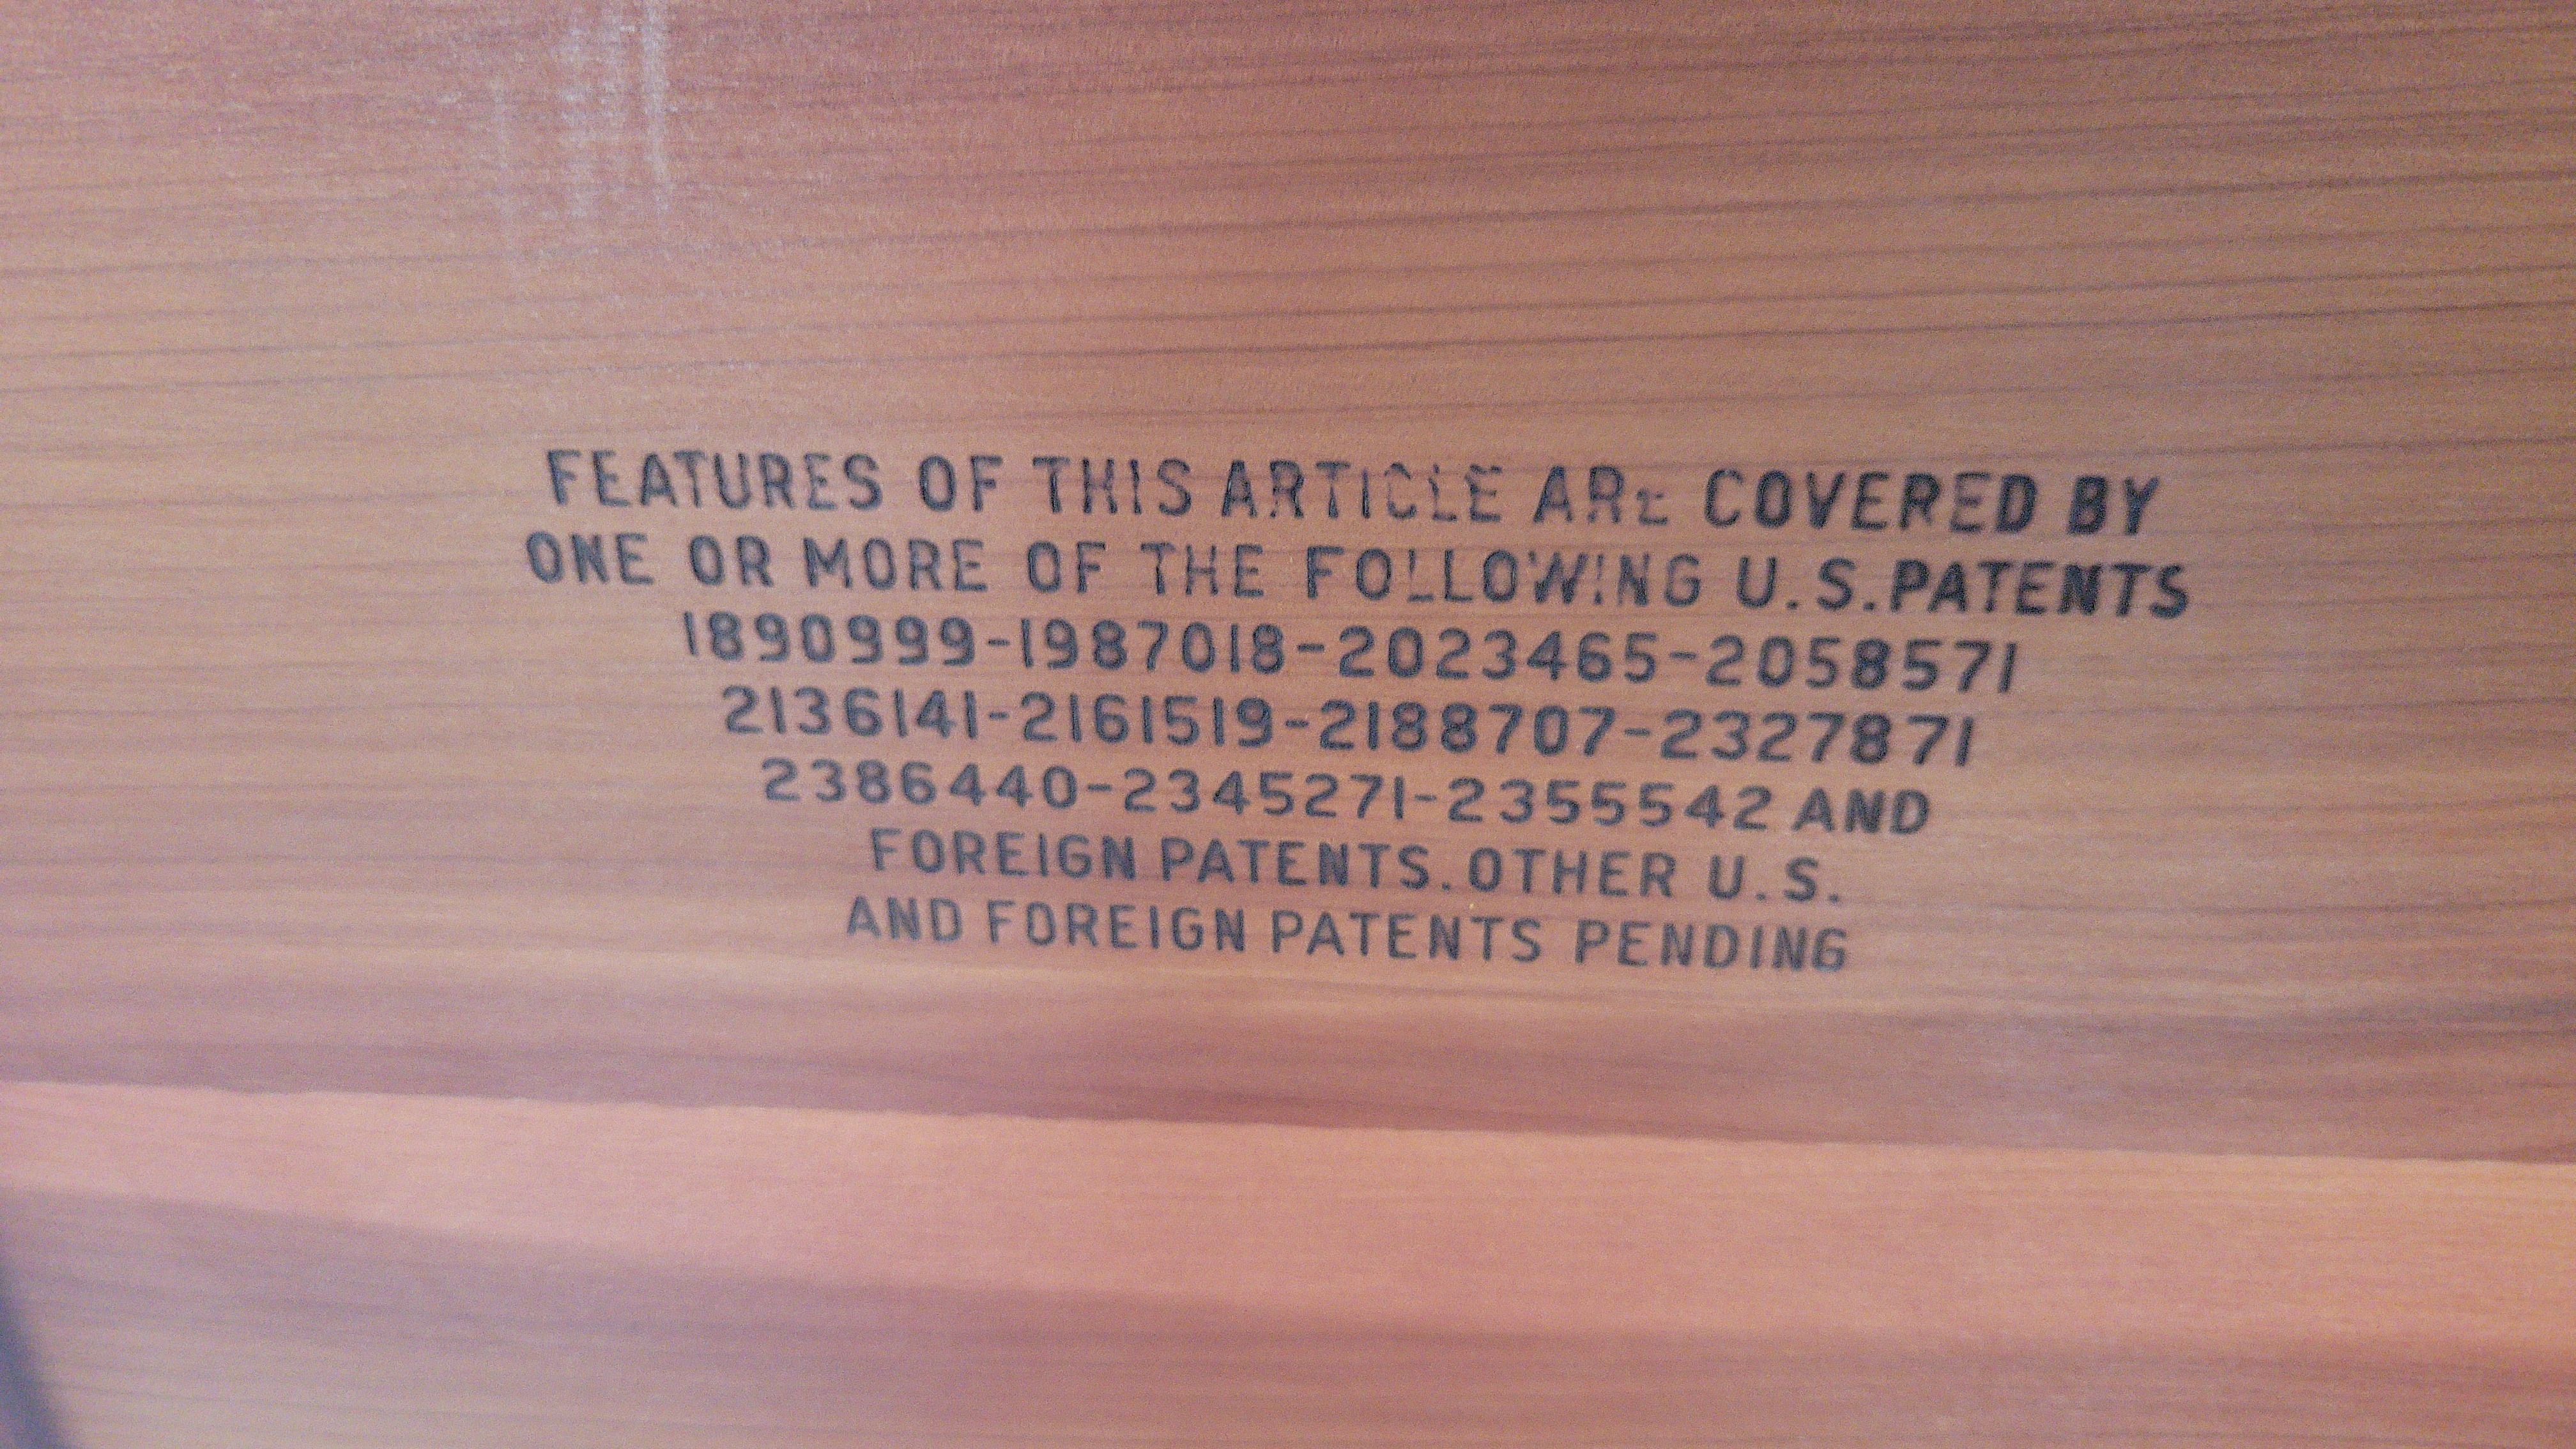 FEATURES OF THIS ARTICLE ARE COVERED BY
ONE OR MORE OF THE FOLLOWING U.S.PATENTS
1890999-1987018-2023465-2058571
2136141-2161519-2188707-2327871
2386440-2345271-2355542 AND
FOREIGN PATENTS. OTHER U.S.
AND FOREIGN PATENTS PENDING